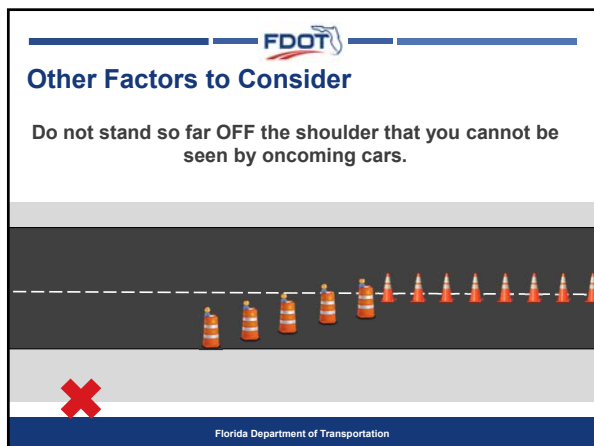 FDOT
Other Factors to Consider
Do not stand so far OFF the shoulder that you cannot be
seen by oncoming cars.
Florida Department of Transportation